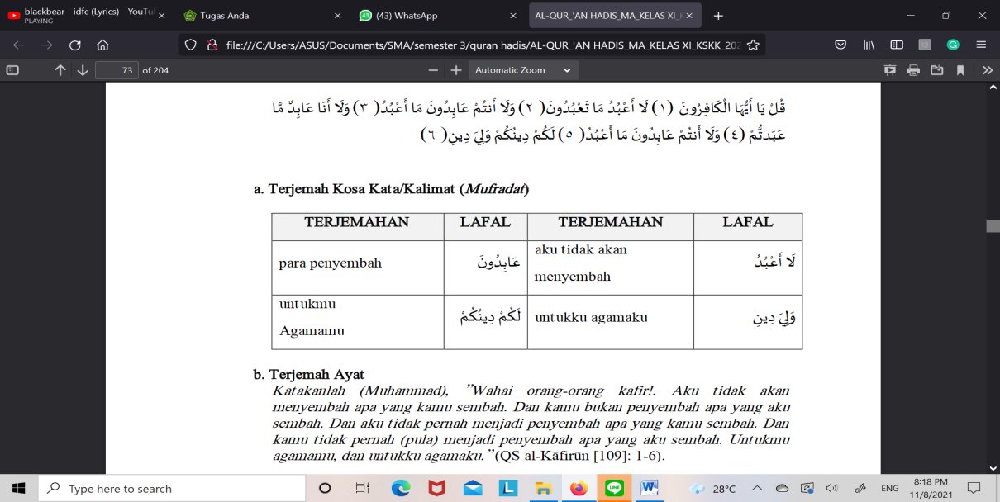 blackbear - idfc (Lyrics) - YouTu
PLAYING
Tugas Anda
(43) WhatsApp
AL-QUR_'AN HADIS_MA_KELAS XI_K
file:///C:/Users/ASUS/Documents/SMA/semester 3/quran hadis/AL-QUR_'AN HADIS_MA_KELAS XI_KSKK_202
73 of 204
Automatic Zoom
قُلْ يَا أَيُّهَا الْكَافِرُونَ (١) لَا أَعْبُدُ مَا تَعْبُدُونَ( ٢) وَلَا أَنتُمْ عَابِدُونَ مَا أَعْبُدُ( ٣) وَلَا أَنَا عَابِدٌ مَّا
عَبَدتُّمْ (٤) وَلَا أَنتُمْ عَابِدُونَ مَا أَعْبُدُ( ٥) لَكُمْ دِينُكُمْ وَلِيَ دِينِ( ٦)
a. Terjemah Kosa Kata/Kalimat (Mufradat)
TERJEMAHAN LAFAL TERJEMAHAN LAFAL
para penyembah عَابِدُونَ aku tidak akan menyembah لَا أَعْبُدُ
untukmu Agamamu لَكُمْ دِينُكُمْ untukku agamaku وَلِيَ دِينِ
b. Terjemah Ayat
Katakanlah (Muhammad), "Wahai orang-orang kafir!. Aku tidak akan
menyembah apa yang kamu sembah. Dan kamu bukan penyembah apa yang aku
sembah. Dan aku tidak pernah menjadi penyembah apa yang kamu sembah. Dan
kamu tidak pernah (pula) menjadi penyembah apa yang aku sembah. Untukmu
agamamu, dan untukku agamaku."(QS al-Kāfirūn [109]: 1-6).
Type here to search
28°C
ENG
8:18 PM
11/8/2021